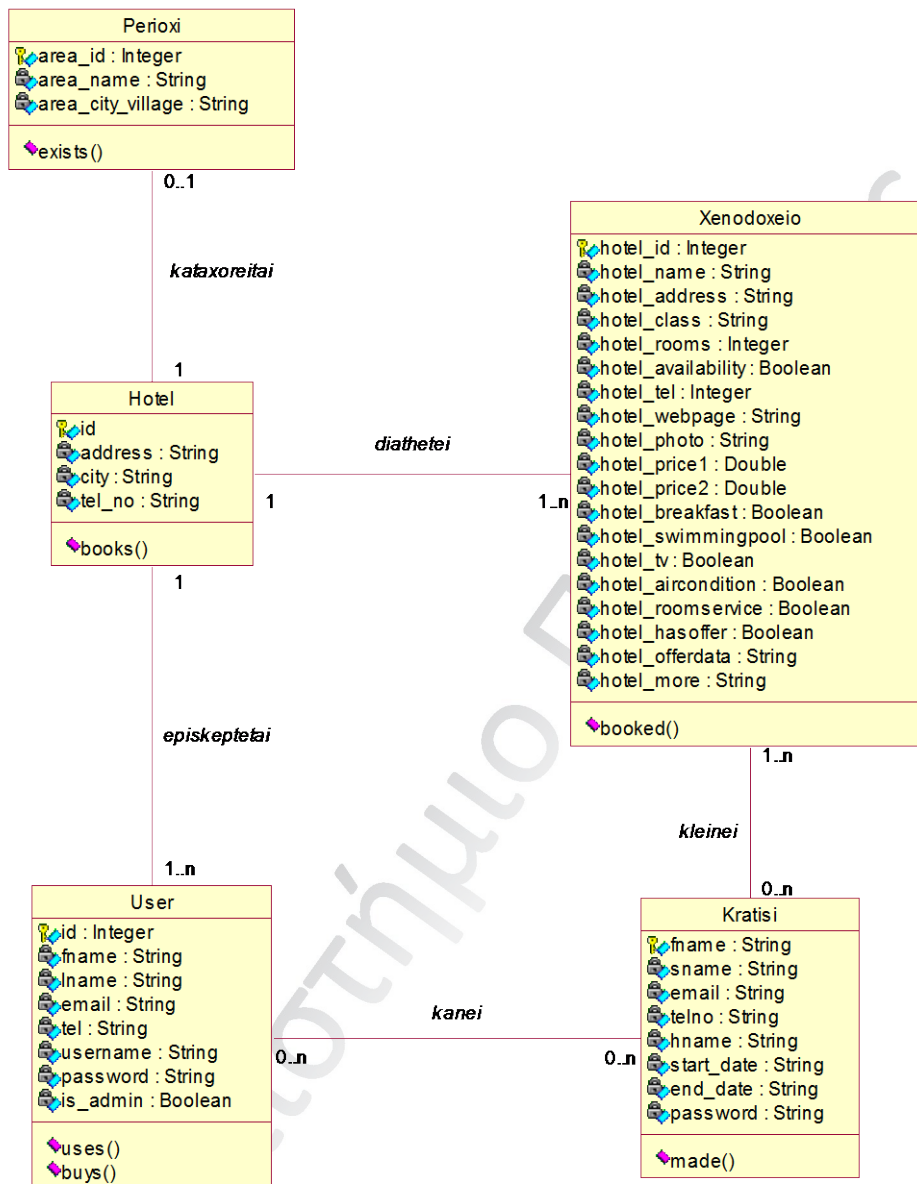 Perioxi
area_id : Integer
area_name : String
area_city_village : String
exists()
0..1
kataxoreitai
1
Hotel
id
address : String
city : String
tel_no : String
books()
1
diathetei
1..n
Xenodoxeio
hotel_id : Integer
hotel_name : String
hotel_address : String
hotel_class : String
hotel_rooms : Integer
hotel_availability : Boolean
hotel_tel : Integer
hotel_webpage : String
hotel_photo : String
hotel_price1 : Double
hotel_price2 : Double
hotel_breakfast : Boolean
hotel_swimmingpool : Boolean
hotel_tv : Boolean
hotel_aircondition : Boolean
hotel_roomservice : Boolean
hotel_hasoffer : Boolean
hotel_offerdata : String
hotel_more : String
booked()
1..n
kleinei
0..n
1
episkeptetai
1..n
User
id : Integer
fname : String
lname : String
email : String
tel : String
username : String
password : String
is_admin : Boolean
uses()
buys()
0..n
kanei
0..n
Kratisi
fname : String
sname : String
email : String
telno : String
hname : String
start_date : String
end_date : String
password : String
made()